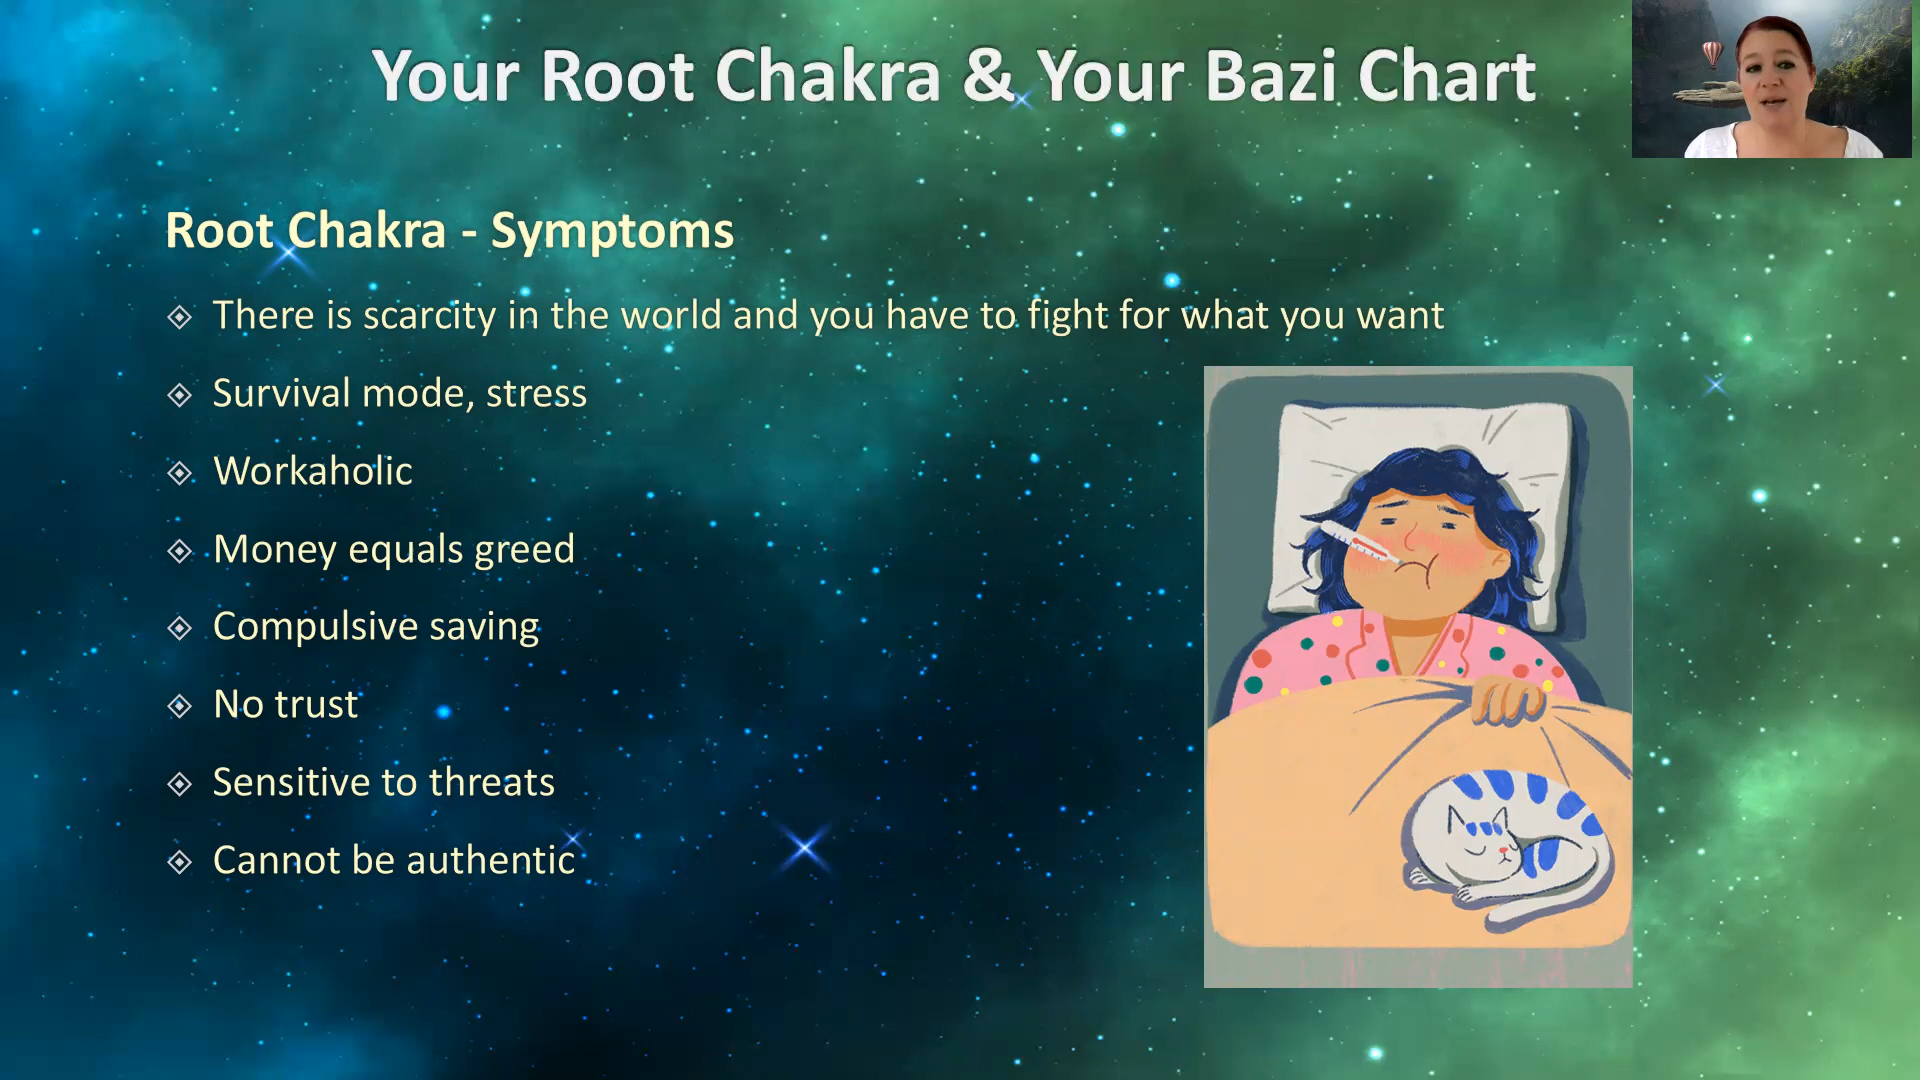 Your Root Chakra & Your Bazi Chart
Root Chakra - Symptoms
There is scarcity in the world and you have to fight for what you want
Survival mode, stress
Workaholic
Money equals greed
Compulsive saving
No trust
Sensitive to threats
Cannot be authentic